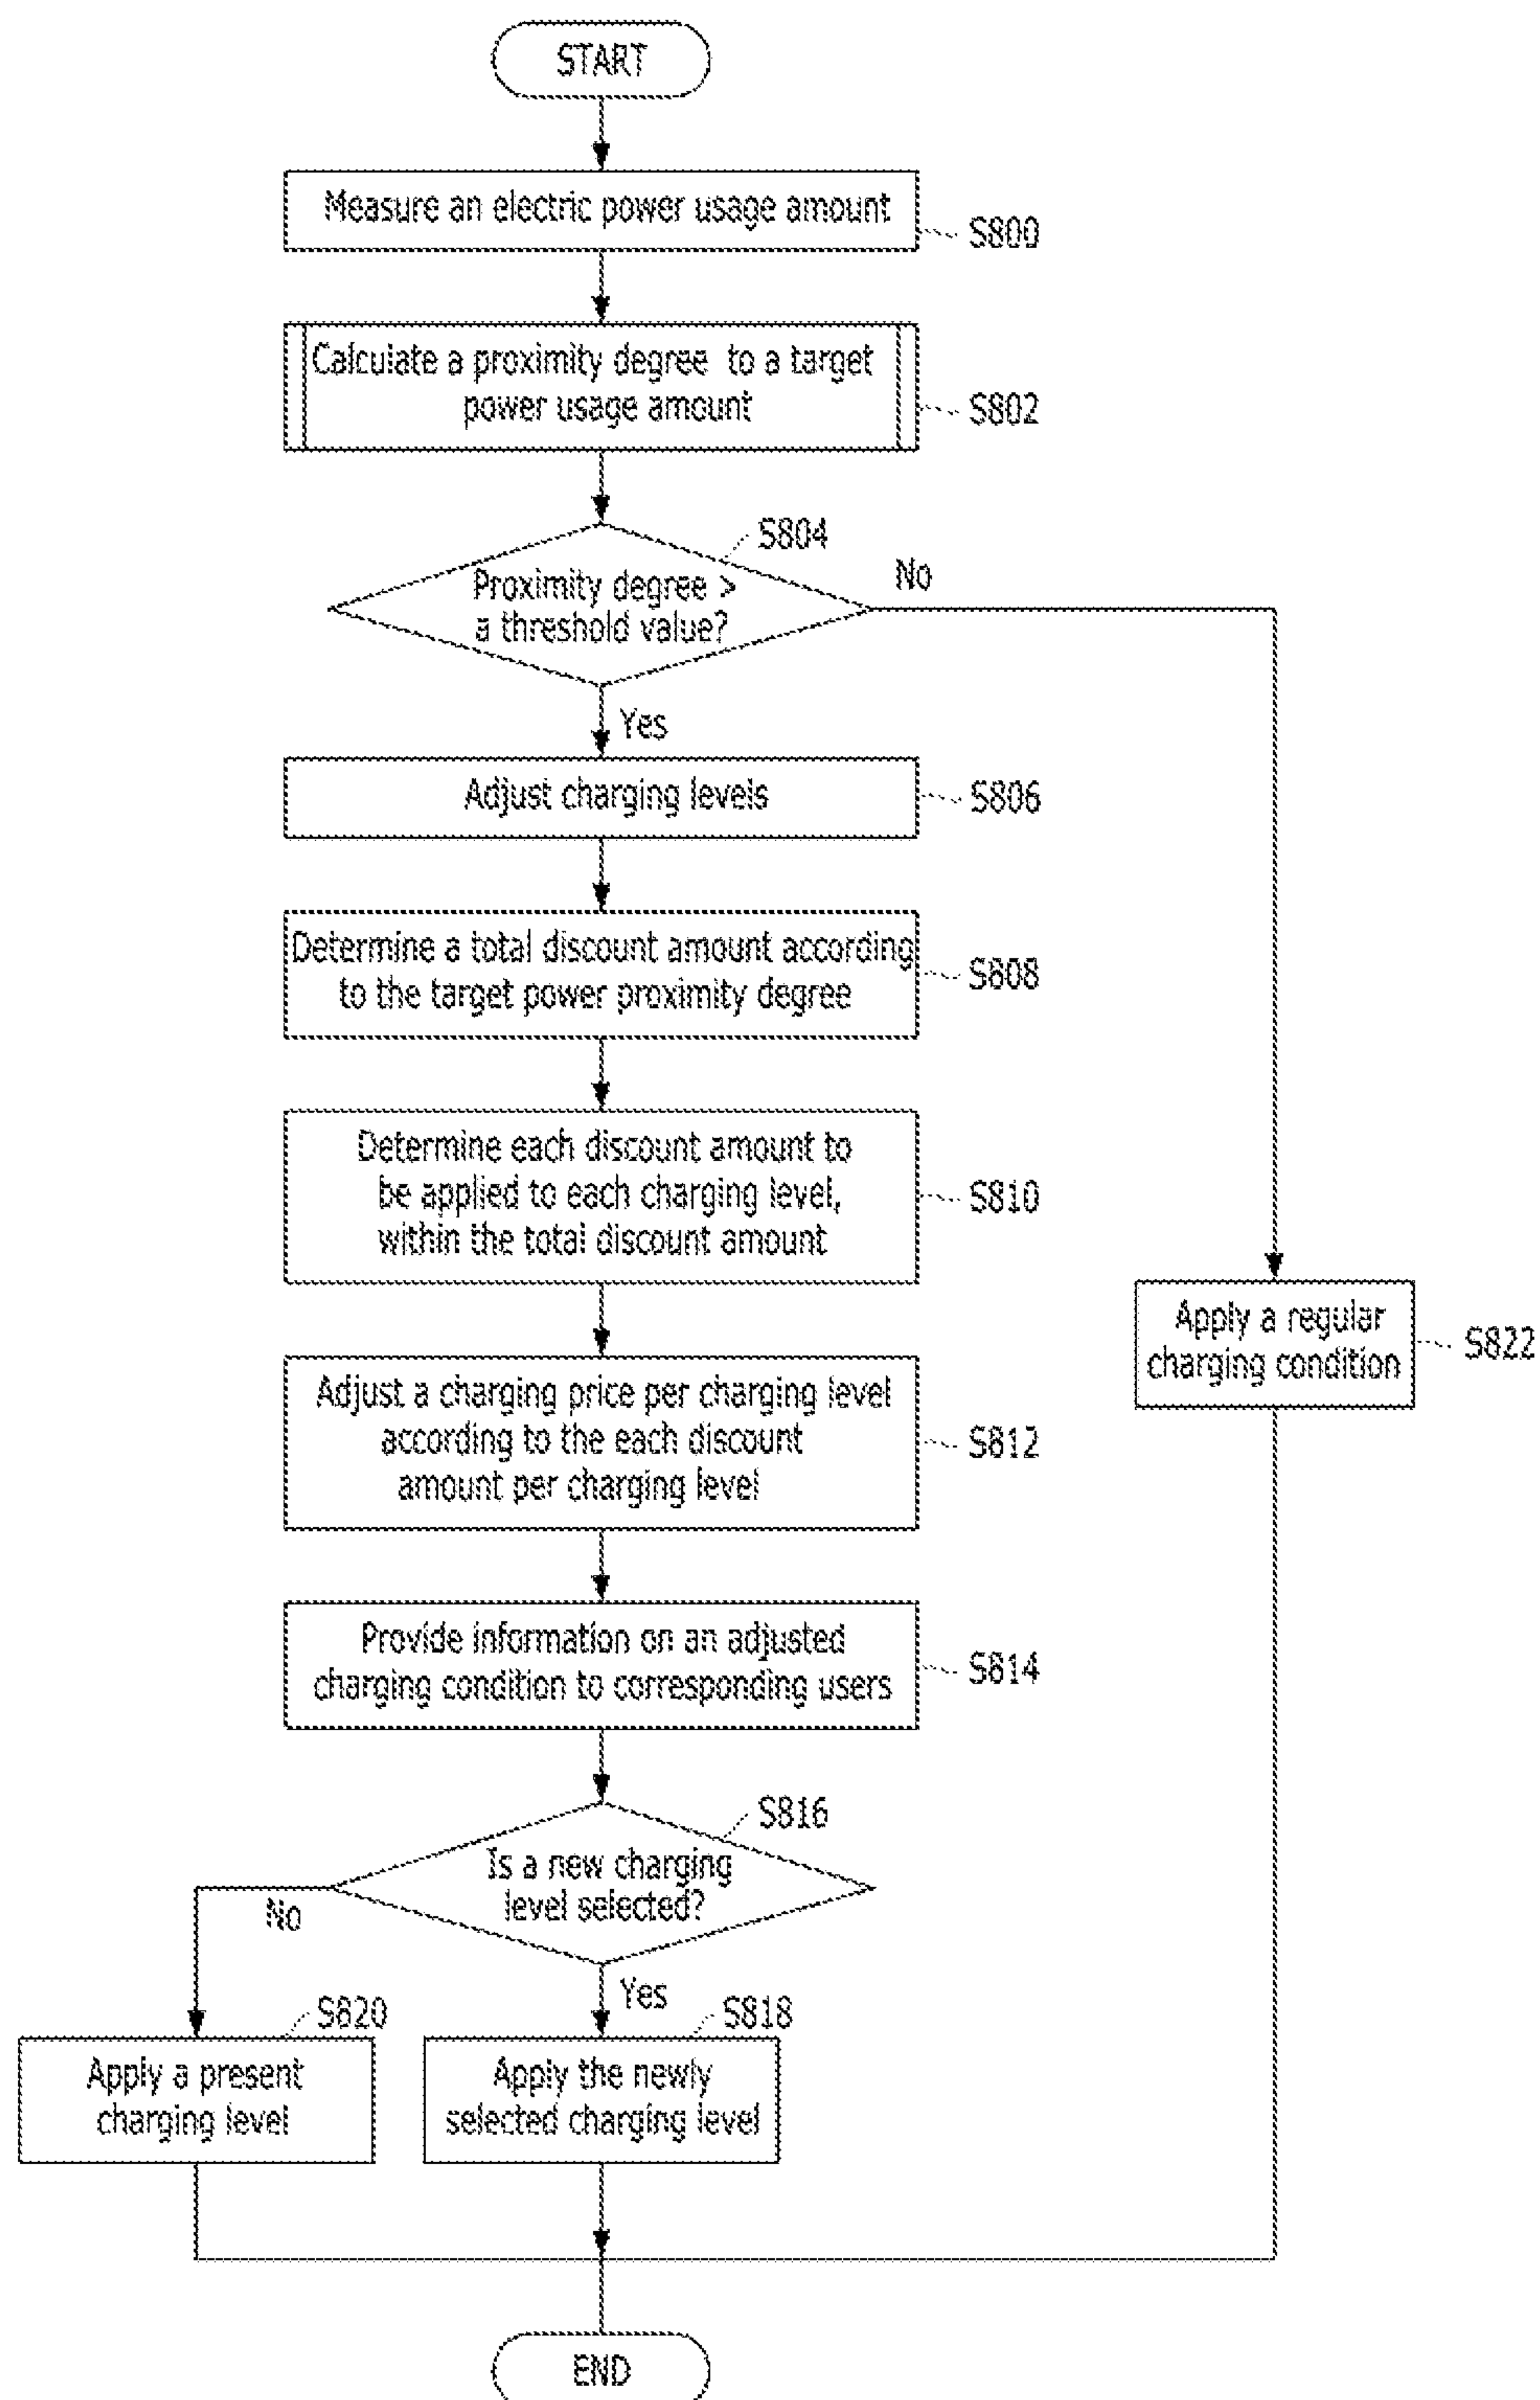 START
Measure an electric power usage amount
S800
Calculate a proximity degree to a target
power usage amount
S802
S804
Proximity degree >
a threshold value?
No
Yes
Adjust charging levels
S806
Determine a total discount amount according
to the target power proximity degree
S808
Determine each discount amount to
be applied to each charging level,
within the total discount amount
S810
Apply a regular
charging condition
S822
Adjust a charging price per charging level
according to the each discount
amount per charging level
S812
Provide information on an adjusted
charging condition to corresponding users
S814
S816
Is a new charging
level selected?
No
Yes
S820
S818
Apply a present
charging level
Apply the newly
selected charging level
END